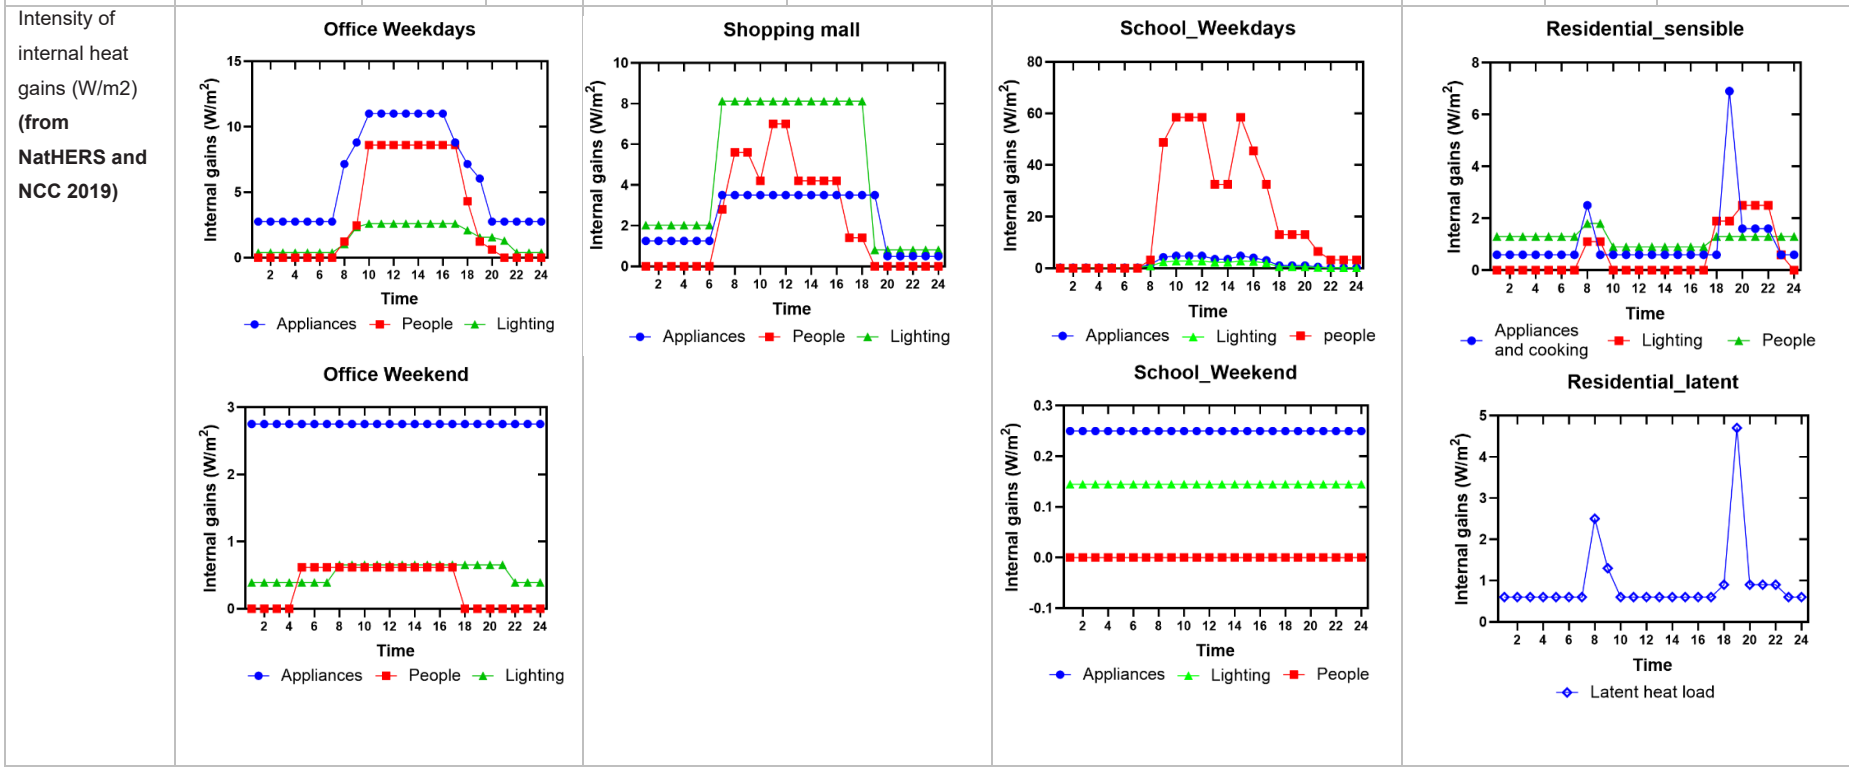 Intensity of
internal heat
gains (W/m2)
(from
NatHERS and
NCC 2019)
Office Weekdays
Internal gains (W/m²)
15
10
5
0
2 4 6 8 10 12 14 16 18 20 22 24
Time
Appliances People Lighting
Office Weekend
Internal gains (W/m²)
3
2
1
0
2 4 6 8 10 12 14 16 18 20 22 24
Time
Appliances People Lighting
Shopping mall
Internal gains (W/m²)
10
8
6
4
2
0
2 4 6 8 10 12 14 16 18 20 22 24
Time
Appliances People Lighting
School_Weekdays
Internal gains (W/m²)
80
60
40
20
0
2 4 6 8 10 12 14 16 18 20 22 24
Time
Appliances Lighting people
School_Weekend
Internal gains (W/m²)
0.3
0.2
0.1
0.0
-0.1
2 4 6 8 10 12 14 16 18 20 22 24
Time
Appliances Lighting People
Residential_sensible
Internal gains (W/m²)
8
6
4
2
0
2 4 6 8 10 12 14 16 18 20 22 24
Time
Appliances
and cooking Lighting People
Residential_latent
Internal gains (W/m²)
5
4
3
2
1
0
2 4 6 8 10 12 14 16 18 20 22 24
Time
Latent heat load